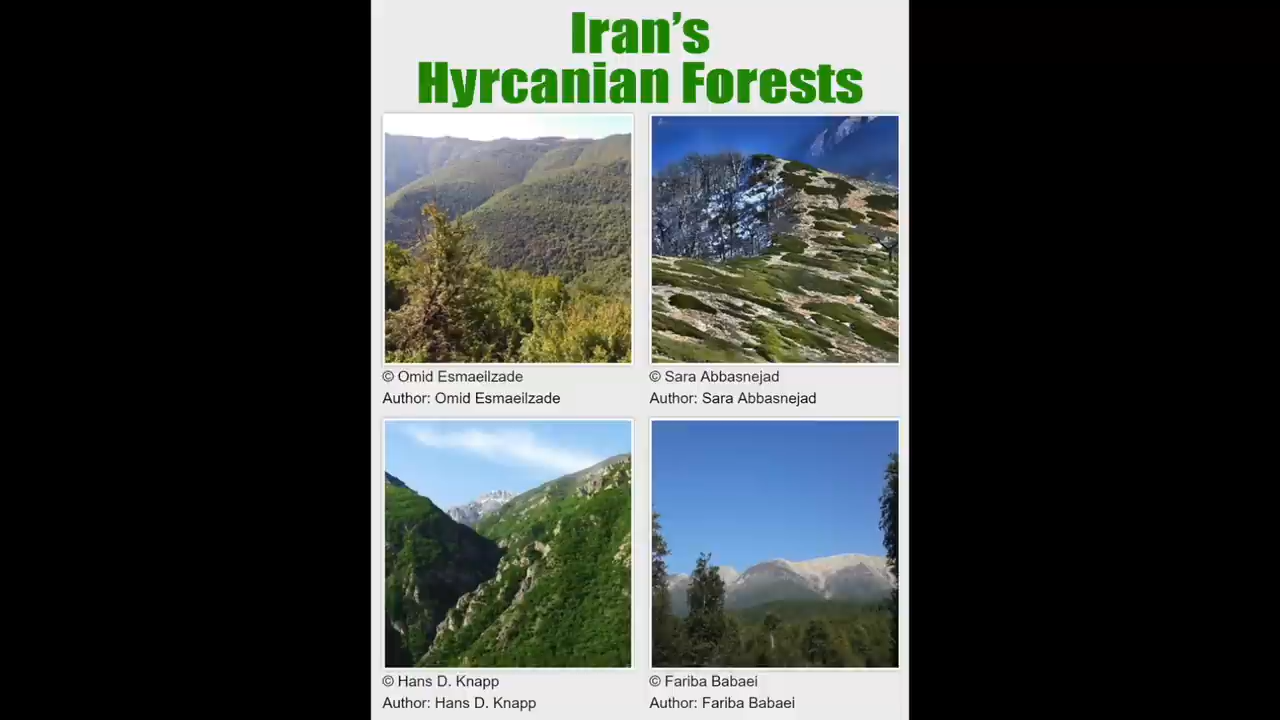 Iran's
Hyrcanian Forests
© Omid Esmaeilzade
Author: Omid Esmaeilzade
© Sara Abbasnejad
Author: Sara Abbasnejad
© Hans D. Knapp
Author: Hans D. Knapp
© Fariba Babaei
Author: Fariba Babaei